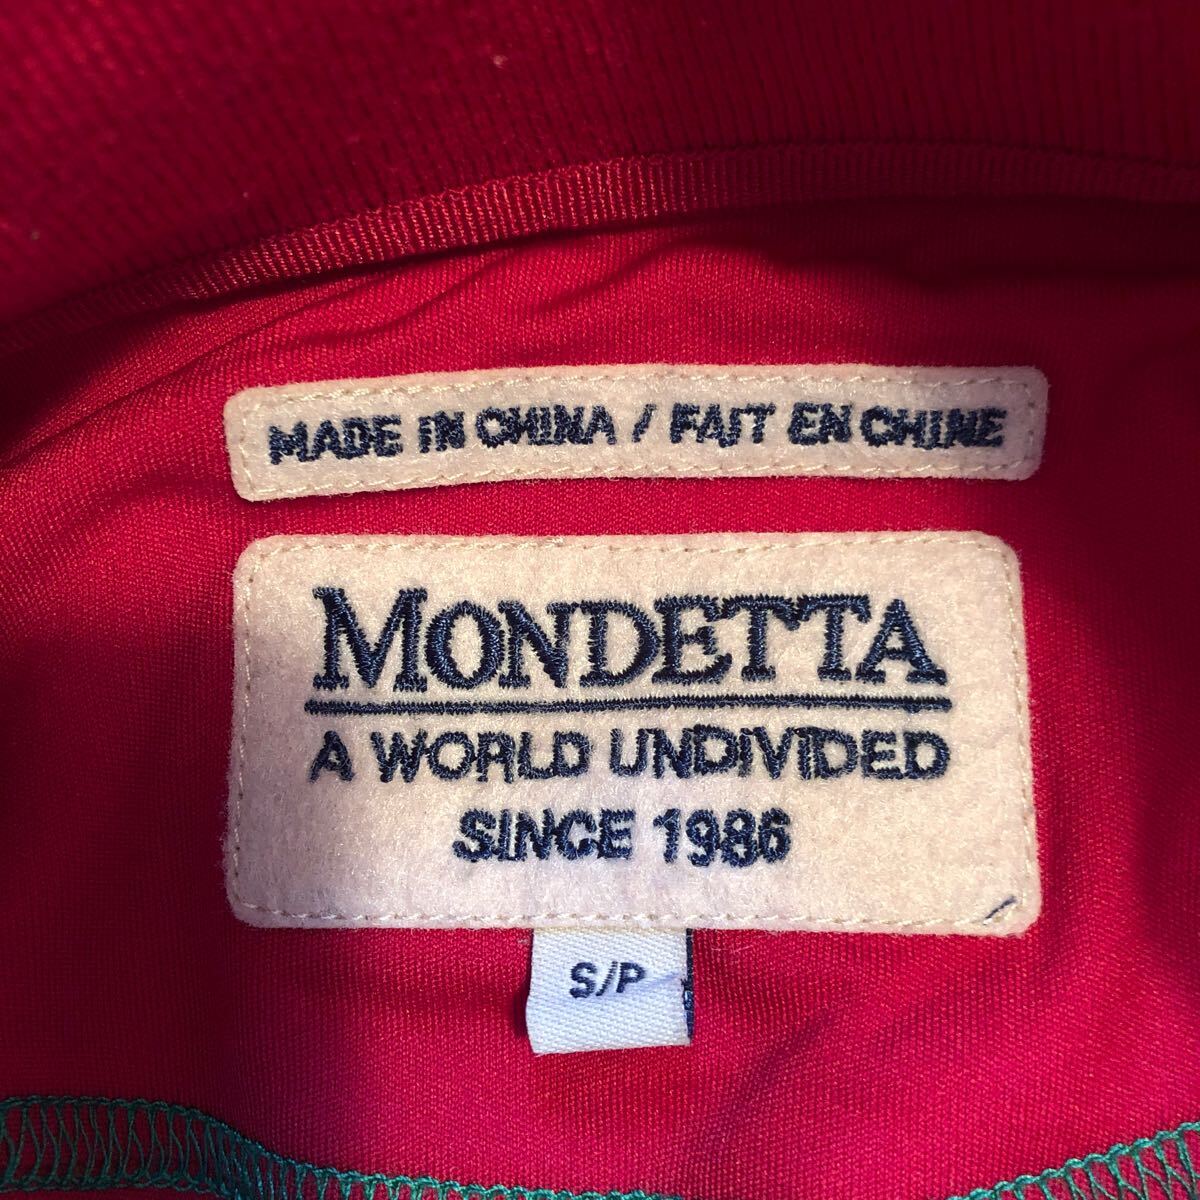 MADE IN CHINA / FAIT EN CHINE
MONDETTA
A WORLD UNDIVIDED
SINCE 1986
S/P